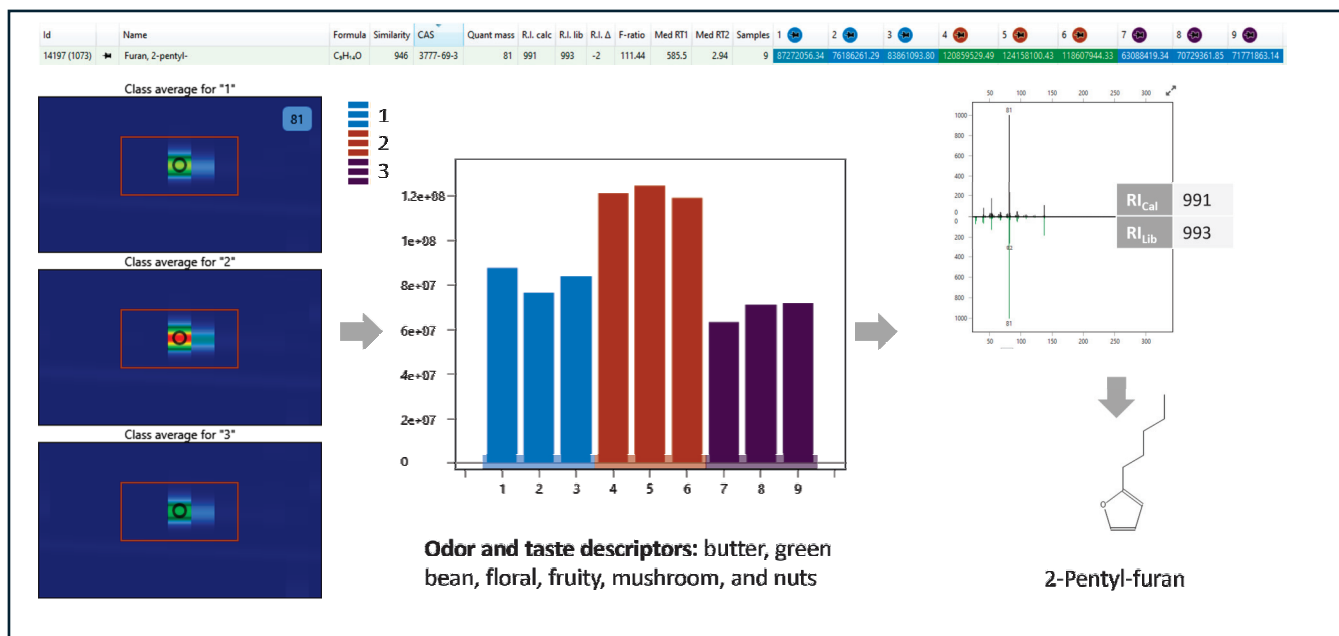 Id Name Formula Similarity CAS Quant mass R.I. calc R.I. lib R.I. Δ F-ratio Med RT1 Med RT2 Samples 1 2 3 4 5 6 7 8 9
14197 (1073) Furan, 2-pentyl- C₉H₁₄O 946 3777-69-3 81 991 993 -2 111.44 585.5 2.94 9 87272056.34 76186261.29 83861093.80 120859529.49 124158100.43 118607944.33 63088419.34 70729361.85 71771863.14
Class average for "1"
81
Class average for "2"
Class average for "3"
1
2
3
1.2e+08
1e+08
8e+07
6e+07
4e+07
2e+07
0
1 2 3 4 5 6 7 8 9
Odor and taste descriptors: butter, green
bean, floral, fruity, mushroom, and nuts
50 100 150 200 250 300
81
1000
800
600
400
200
0
0
200
400
600
800
1000
92
81
50 100 150 200 250 300
RICal 991
RILib 993
O
2-Pentyl-furan